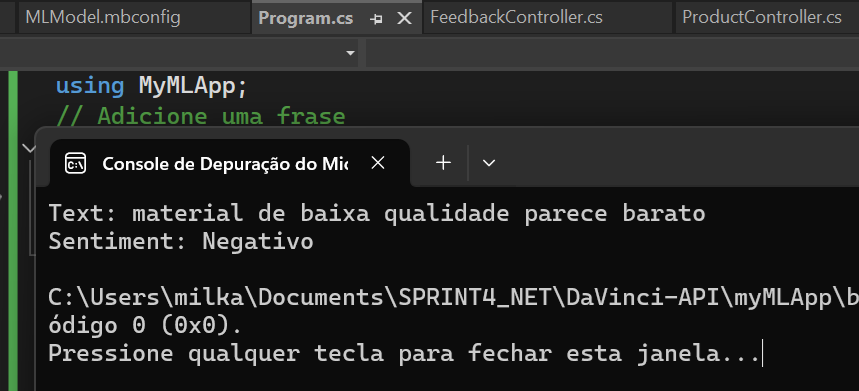 MLModel.mbconfig
Program.cs
FeedbackController.cs
ProductController.cs
using MyMLApp;
// Adicione uma frase
C:\
Console de Depuração do Mic
Text: material de baixa qualidade parece barato
Sentiment: Negativo
C:\Users\milka\Documents\SPRINT4_NET\DaVinci-API\myMLApp\b
ódigo 0 (0x0).
Pressione qualquer tecla para fechar esta janela...